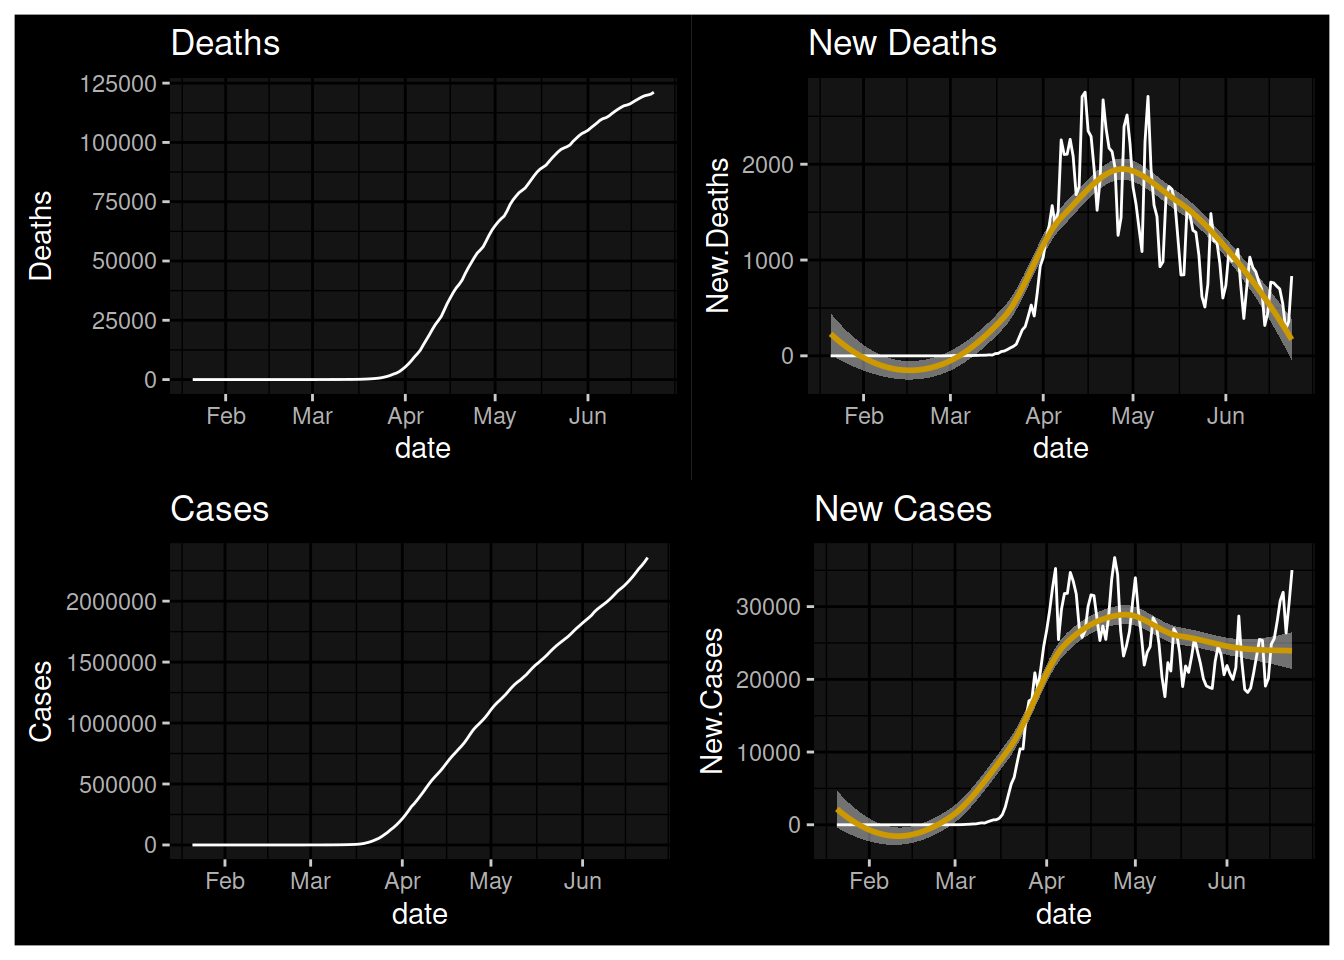 Deaths
125000
100000
75000
50000
25000
0
Deaths
Feb Mar Apr May Jun
date
New Deaths
2000
1000
0
New.Deaths
Feb Mar Apr May Jun
date
Cases
2000000
1500000
1000000
500000
0
Cases
Feb Mar Apr May Jun
date
New Cases
30000
20000
10000
0
New.Cases
Feb Mar Apr May Jun
date